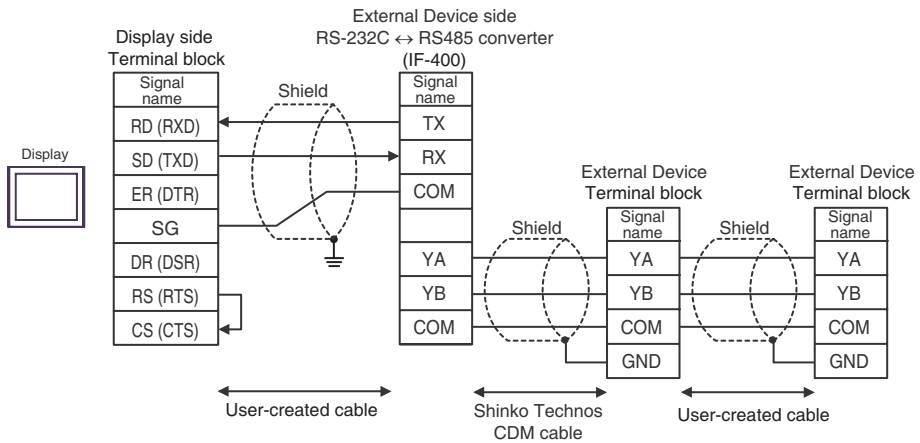 External Device side
RS-232C ↔ RS485 converter
(IF-400)
Display side
Terminal block
Display
Signal
name
RD (RXD)
SD (TXD)
ER (DTR)
SG
DR (DSR)
RS (RTS)
CS (CTS)
Shield
Signal
name
TX
RX
COM
YA
YB
COM
Shield
External Device
Terminal block
Signal
name
YA
YB
COM
GND
Shield
External Device
Terminal block
Signal
name
YA
YB
COM
GND
User-created cable
Shinko Technos
CDM cable
User-created cable